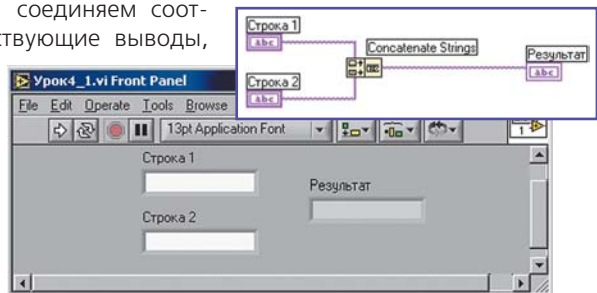 соединяем соот-
ствующие выводы,
Строка 1
Concatenate Strings
Результат
abc
abc
Строка 2
abc
Урок4_1.vi Front Panel
File Edit Operate Tools Browse
13pt Application Font
1
Строка 1
Результат
Строка 2